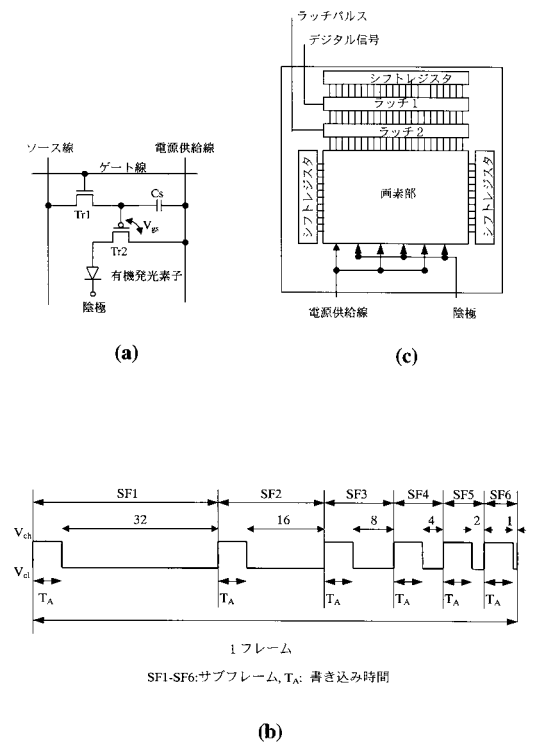 ラッチパルス
デジタル信号
シフトレジスタ
ラッチ1
ラッチ2
シフトレジスタ
画素部
シフトレジスタ
電源供給線
陰極
(c)
ソース線
電源供給線
ゲート線
Cs
Tr1
Vgs
Tr2
有機発光素子
陰極
(a)
SF1
SF2
SF3
SF4
SF5
SF6
32
16
8
4
2
1
Vch
Vcl
TA
TA
TA
TA
TA
TA
1フレーム
SF1-SF6:サブフレーム, TA: 書き込み時間
(b)